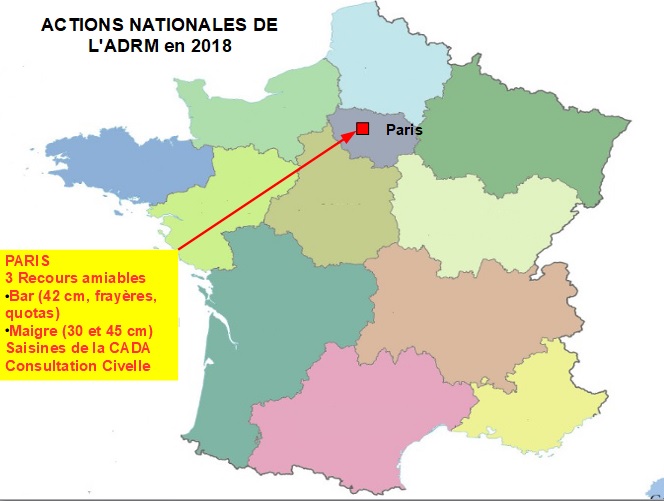 ACTIONS NATIONALES DE
L'ADRM en 2018
Paris
PARIS
3 Recours amiables
•Bar (42 cm, frayères,
quotas)
•Maigre (30 et 45 cm)
Saisines de la CADA
Consultation Civelle